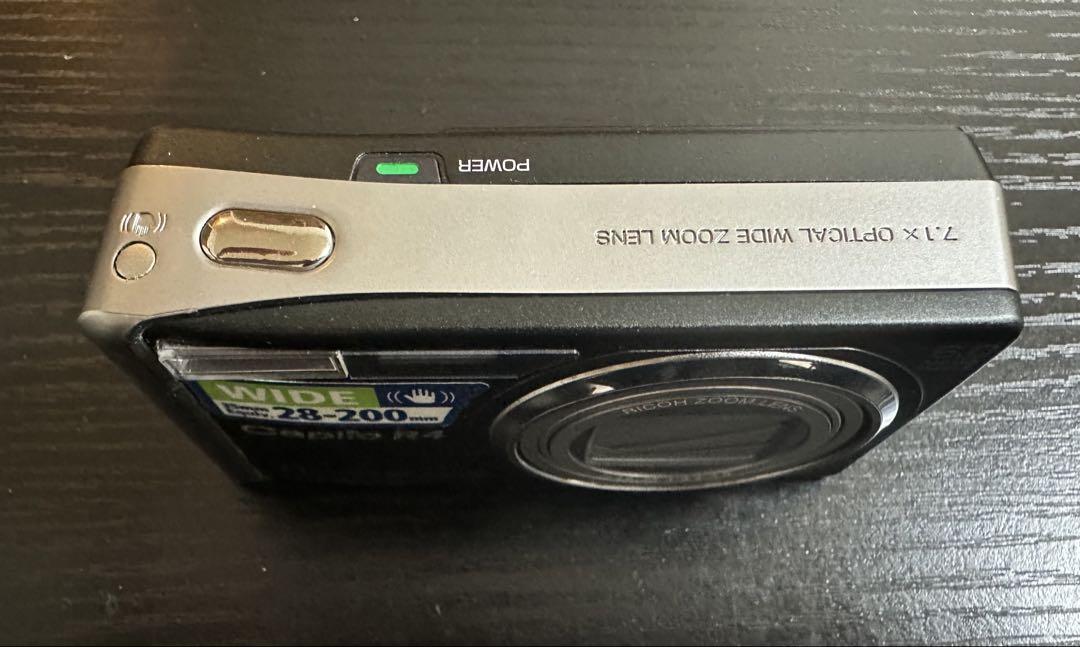 POWER
7.1× OPTICAL WIDE ZOOM LENS
WIDE
28-200mm
Caplio R4
RICOH ZOOM LENS